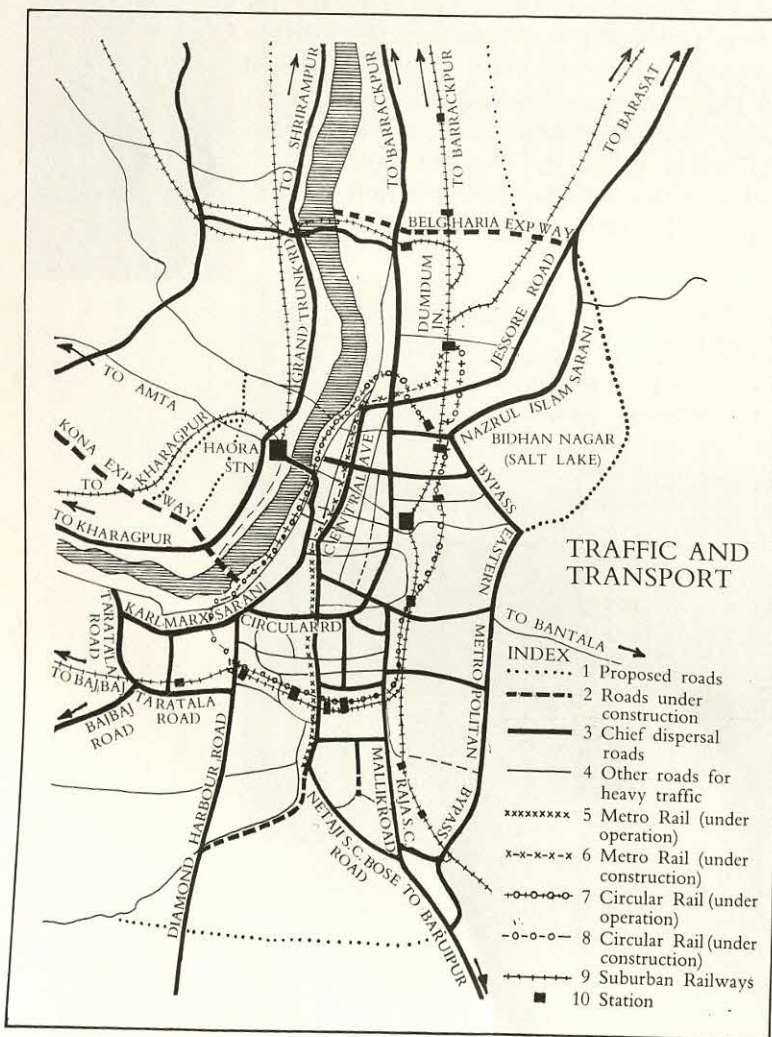 TO SHRIRAMPUR
TO BARRACKPUR
TO BARRACKPUR
TO BARASAT
BELGHARIA EXP WAY
GRAND TRUNK RD
DUMDUM JN.
JESSORE ROAD
TO AMTA
NAZRUL ISLAM SARANI
KONA EXP WAY
TO KHARAGPUR
HAORA
STN
CENTRAL AVE
BIDHAN NAGAR
(SALT LAKE)
TO KHARAGPUR
EASTERN METROPOLITAN BYPASS
BYPASS
TRAFFIC AND
TRANSPORT
KARL MARX SARANI
TARATALA
ROAD
CIRCULAR RD
TO BANTALA
TO BAJBAJ
TARATALA
ROAD
BAJBAJ
ROAD
DIAMOND HARBOUR ROAD
NETAJI S.C. BOSE
ROAD
RAJA S.C.
MALLIK ROAD
TO BARUIPUR
INDEX
1 Proposed roads
2 Roads under
construction
3 Chief dispersal
roads
4 Other roads for
heavy traffic
5 Metro Rail (under
operation)
6 Metro Rail (under
construction)
7 Circular Rail (under
operation)
8 Circular Rail (under
construction)
9 Suburban Railways
10 Station